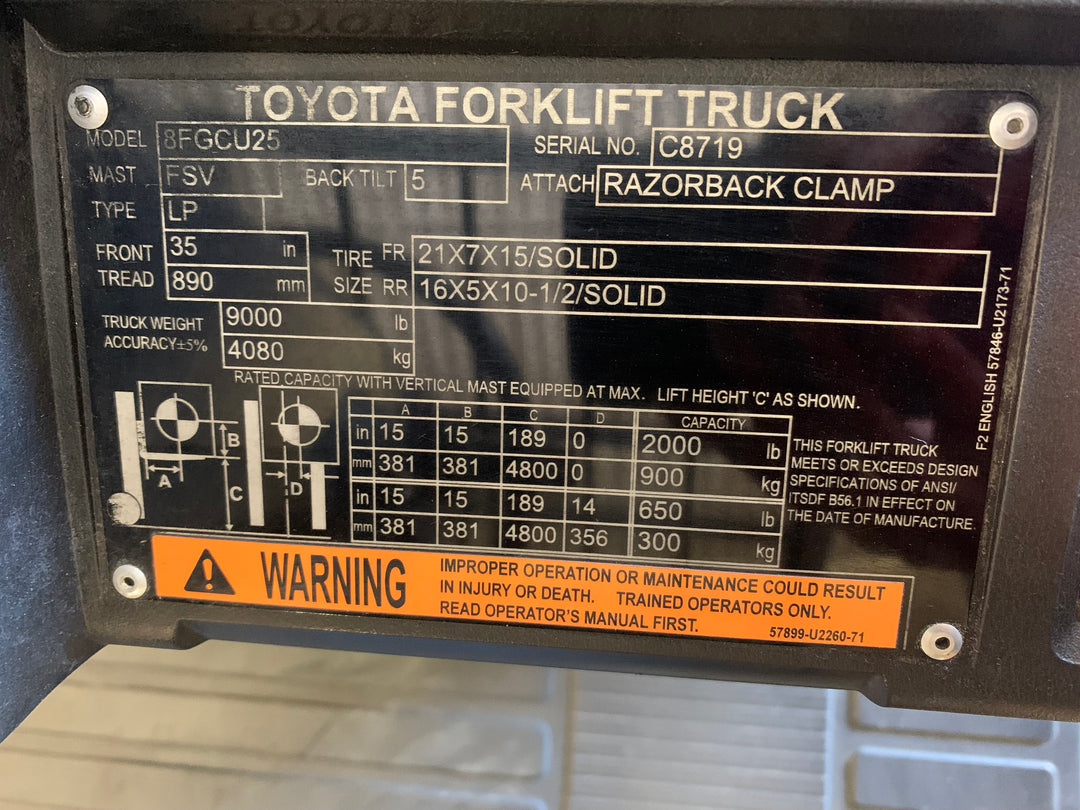 TOYOTA FORKLIFT TRUCK
MODEL 8FGCU25 SERIAL NO. C8719
MAST FSV BACK TILT 5 ATTACH RAZORBACK CLAMP
TYPE LP
FRONT TREAD 35 in TIRE SIZE FR 21X7X15/SOLID
890 mm RR 16X5X10-1/2/SOLID
TRUCK WEIGHT 9000 lb
ACCURACY±5% 4080 kg
RATED CAPACITY WITH VERTICAL MAST EQUIPPED AT MAX. LIFT HEIGHT 'C' AS SHOWN.
A B C D CAPACITY
in 15 15 189 0 2000 lb
mm 381 381 4800 0 900 kg
in 15 15 189 14 650 lb
mm 381 381 4800 356 300 kg
A B C D
THIS FORKLIFT TRUCK
MEETS OR EXCEEDS DESIGN
SPECIFICATIONS OF ANSI/
ITSDF B56.1 IN EFFECT ON
THE DATE OF MANUFACTURE.
F2 ENGLISH 57846-U2173-71
WARNING
IMPROPER OPERATION OR MAINTENANCE COULD RESULT
IN INJURY OR DEATH. TRAINED OPERATORS ONLY.
READ OPERATOR'S MANUAL FIRST. 57899-U2260-71